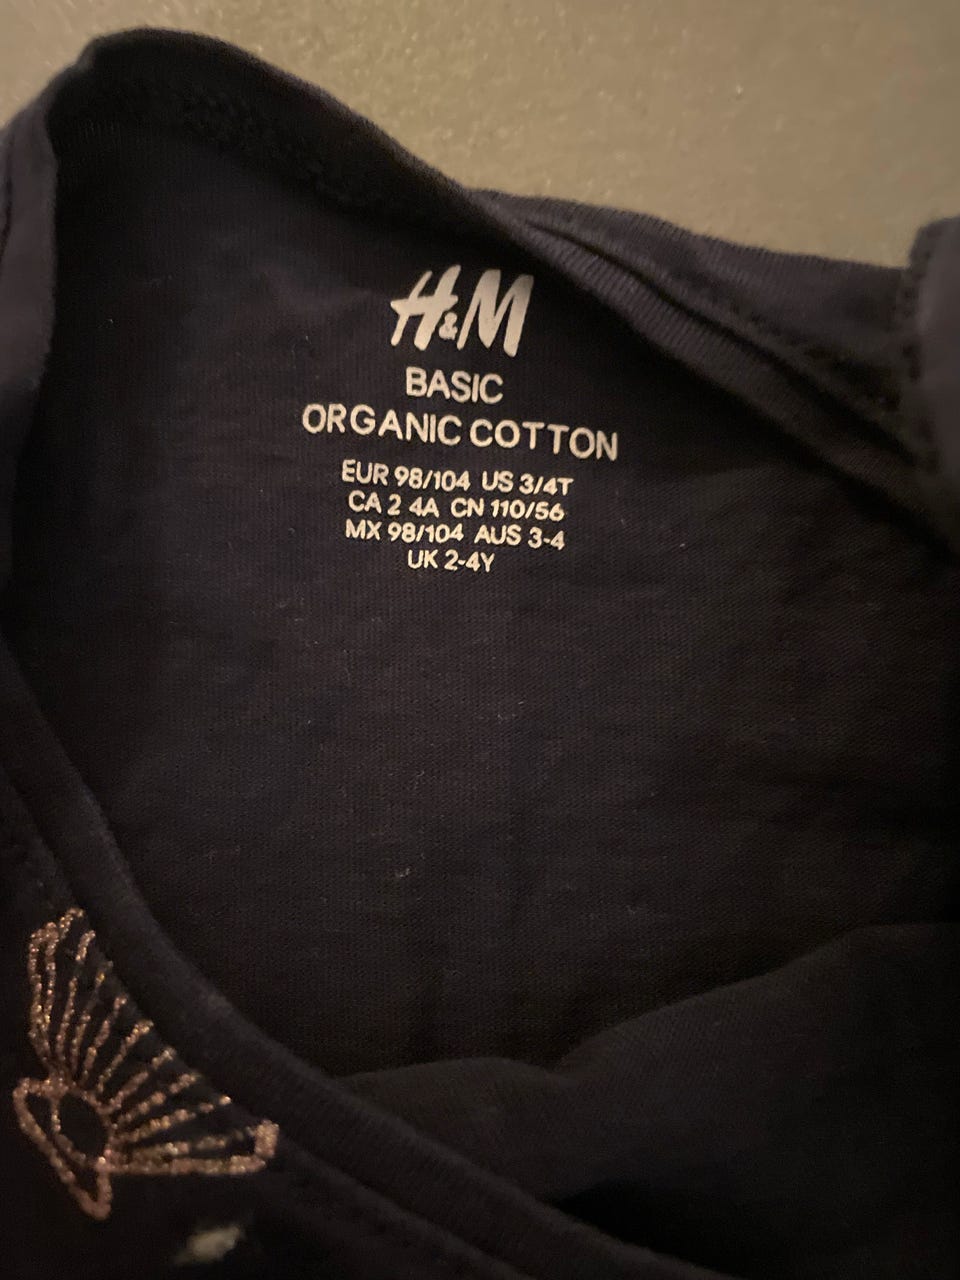 H&M
BASIC
ORGANIC COTTON
EUR 98/104 US 3/4T
CA 2 4A CN 110/56
MX 98/104 AUS 3-4
UK 2-4Y